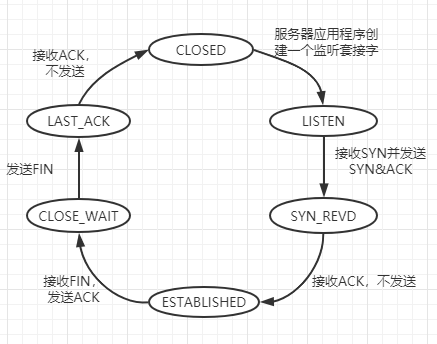 CLOSED
服务器应用程序创
建一个监听套接字
LISTEN
接收SYN并发送
SYN&ACK
SYN_REVD
接收ACK，不发送
ESTABLISHED
接收FIN，
发送ACK
CLOSE_WAIT
发送FIN
LAST_ACK
接收ACK，
不发送